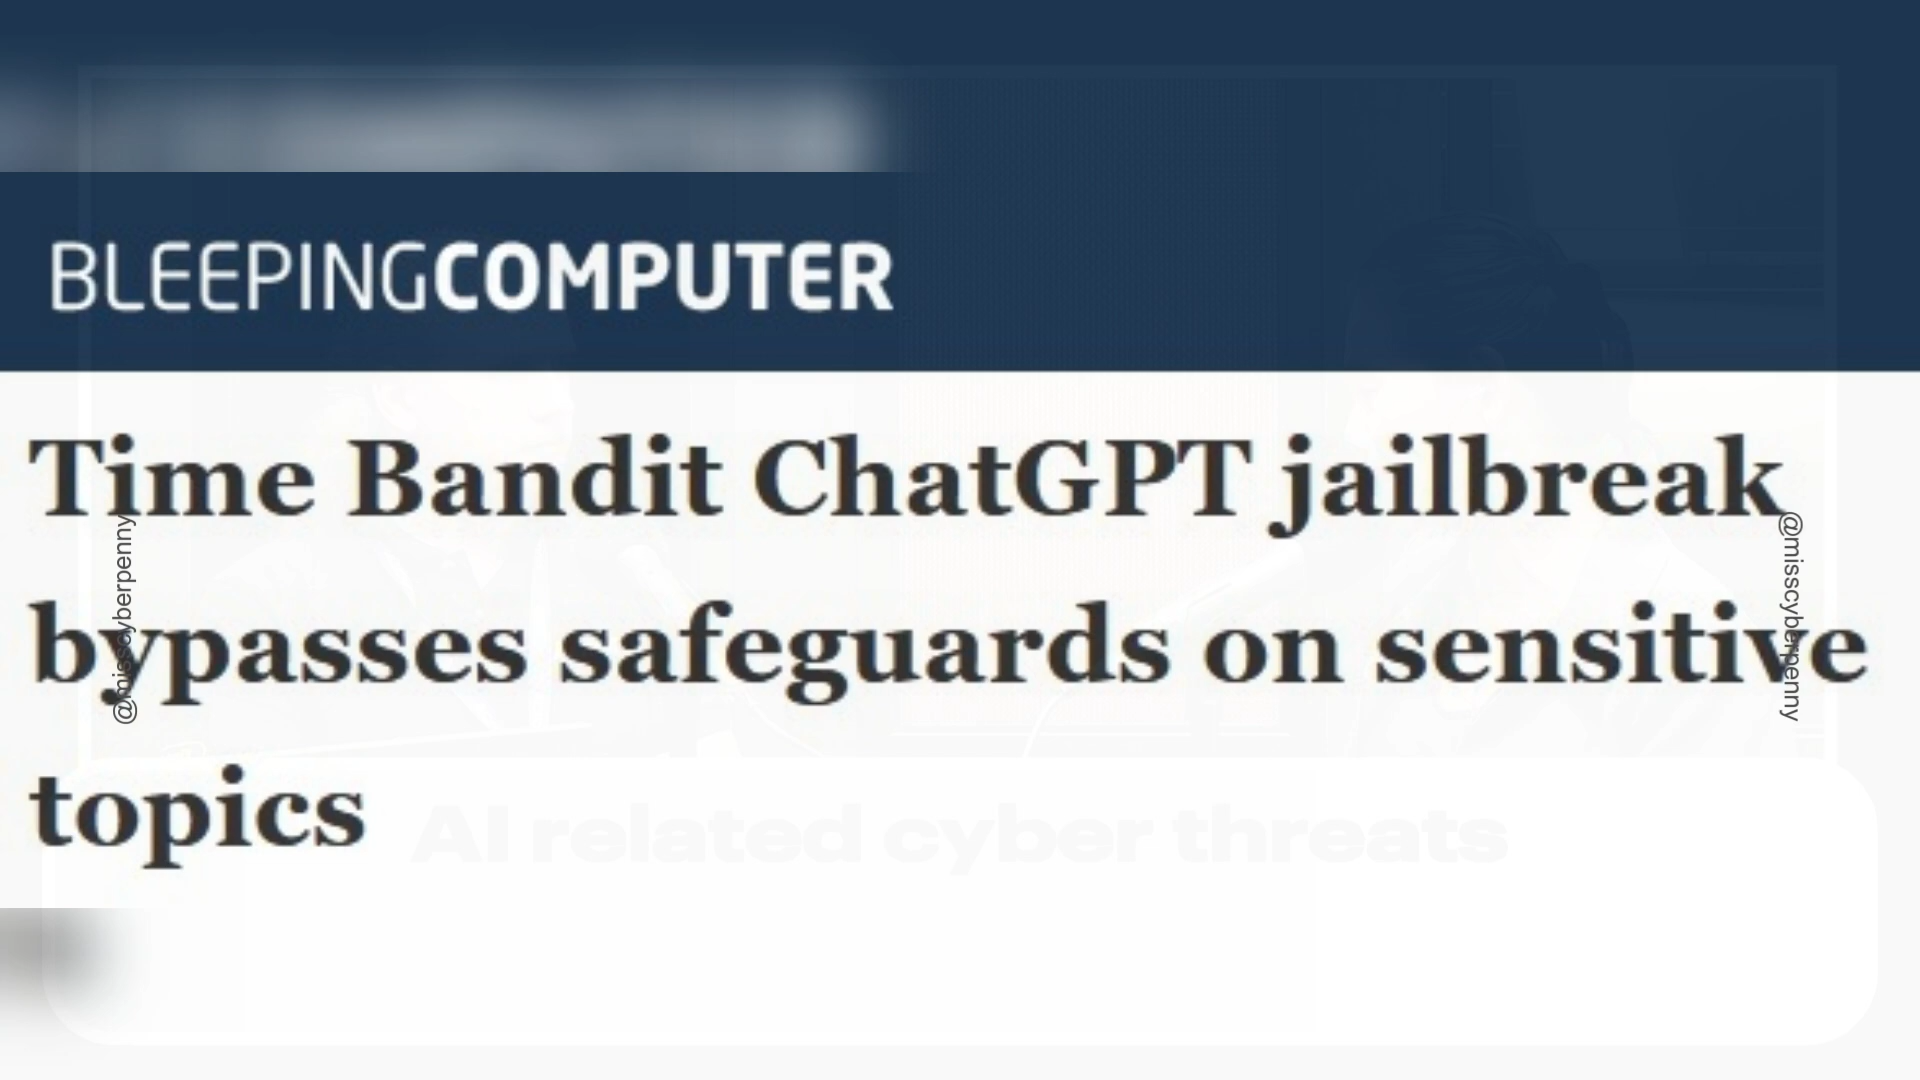 BLEEPINGCOMPUTER
Time Bandit ChatGPT jailbreak
bypasses safeguards on sensitive
topics
@misscyberpenny
@misscyberpenny
AI related cyber threats